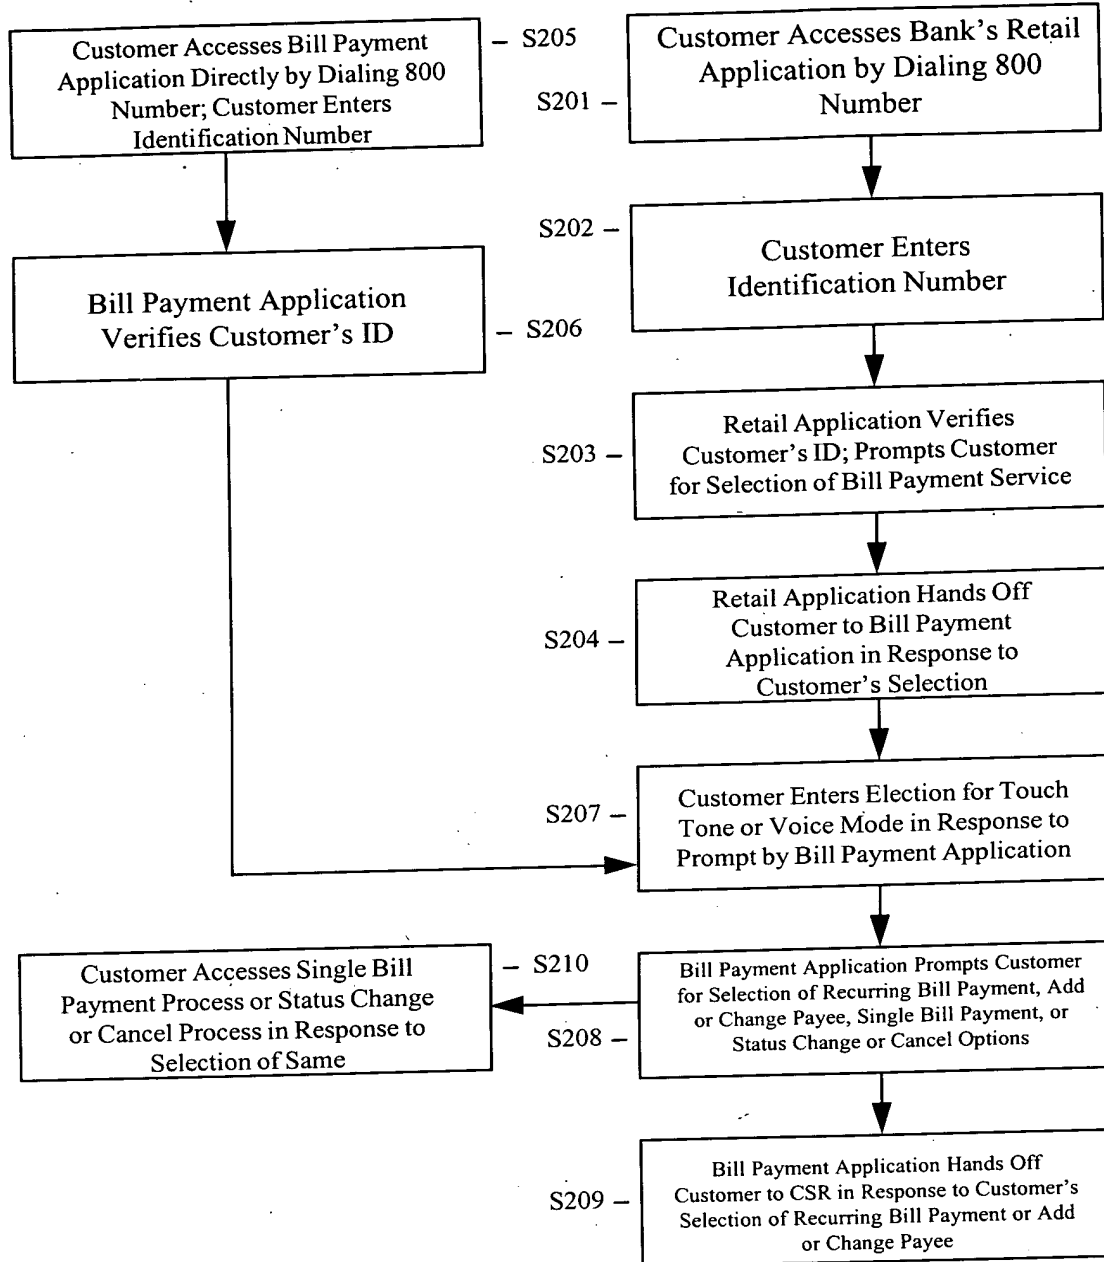 Customer Accesses Bill Payment
Application Directly by Dialing 800
Number; Customer Enters
Identification Number
– S205
Customer Accesses Bank's Retail
Application by Dialing 800
Number
S201 –
S202 –
Customer Enters
Identification Number
Bill Payment Application
Verifies Customer's ID
– S206
S203 –
Retail Application Verifies
Customer's ID; Prompts Customer
for Selection of Bill Payment Service
S204 –
Retail Application Hands Off
Customer to Bill Payment
Application in Response to
Customer's Selection
S207 –
Customer Enters Election for Touch
Tone or Voice Mode in Response to
Prompt by Bill Payment Application
Customer Accesses Single Bill
Payment Process or Status Change
or Cancel Process in Response to
Selection of Same
– S210
S208 –
Bill Payment Application Prompts Customer
for Selection of Recurring Bill Payment, Add
or Change Payee, Single Bill Payment, or
Status Change or Cancel Options
S209 –
Bill Payment Application Hands Off
Customer to CSR in Response to Customer's
Selection of Recurring Bill Payment or Add
or Change Payee